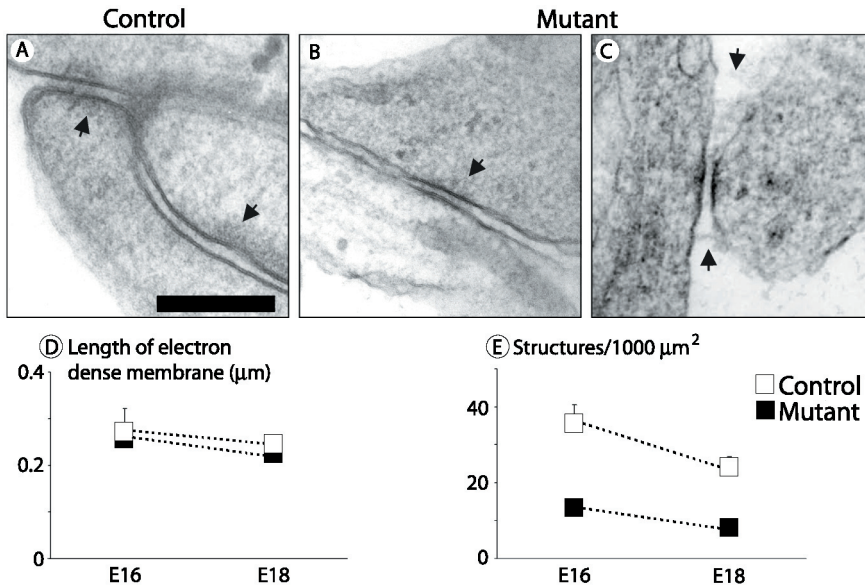 Control Mutant
A B C
D Length of electron
dense membrane (μm)
0.4
0.2
0
E16 E18
E Structures/1000 μm²
40
20
0
E16 E18
Control
Mutant